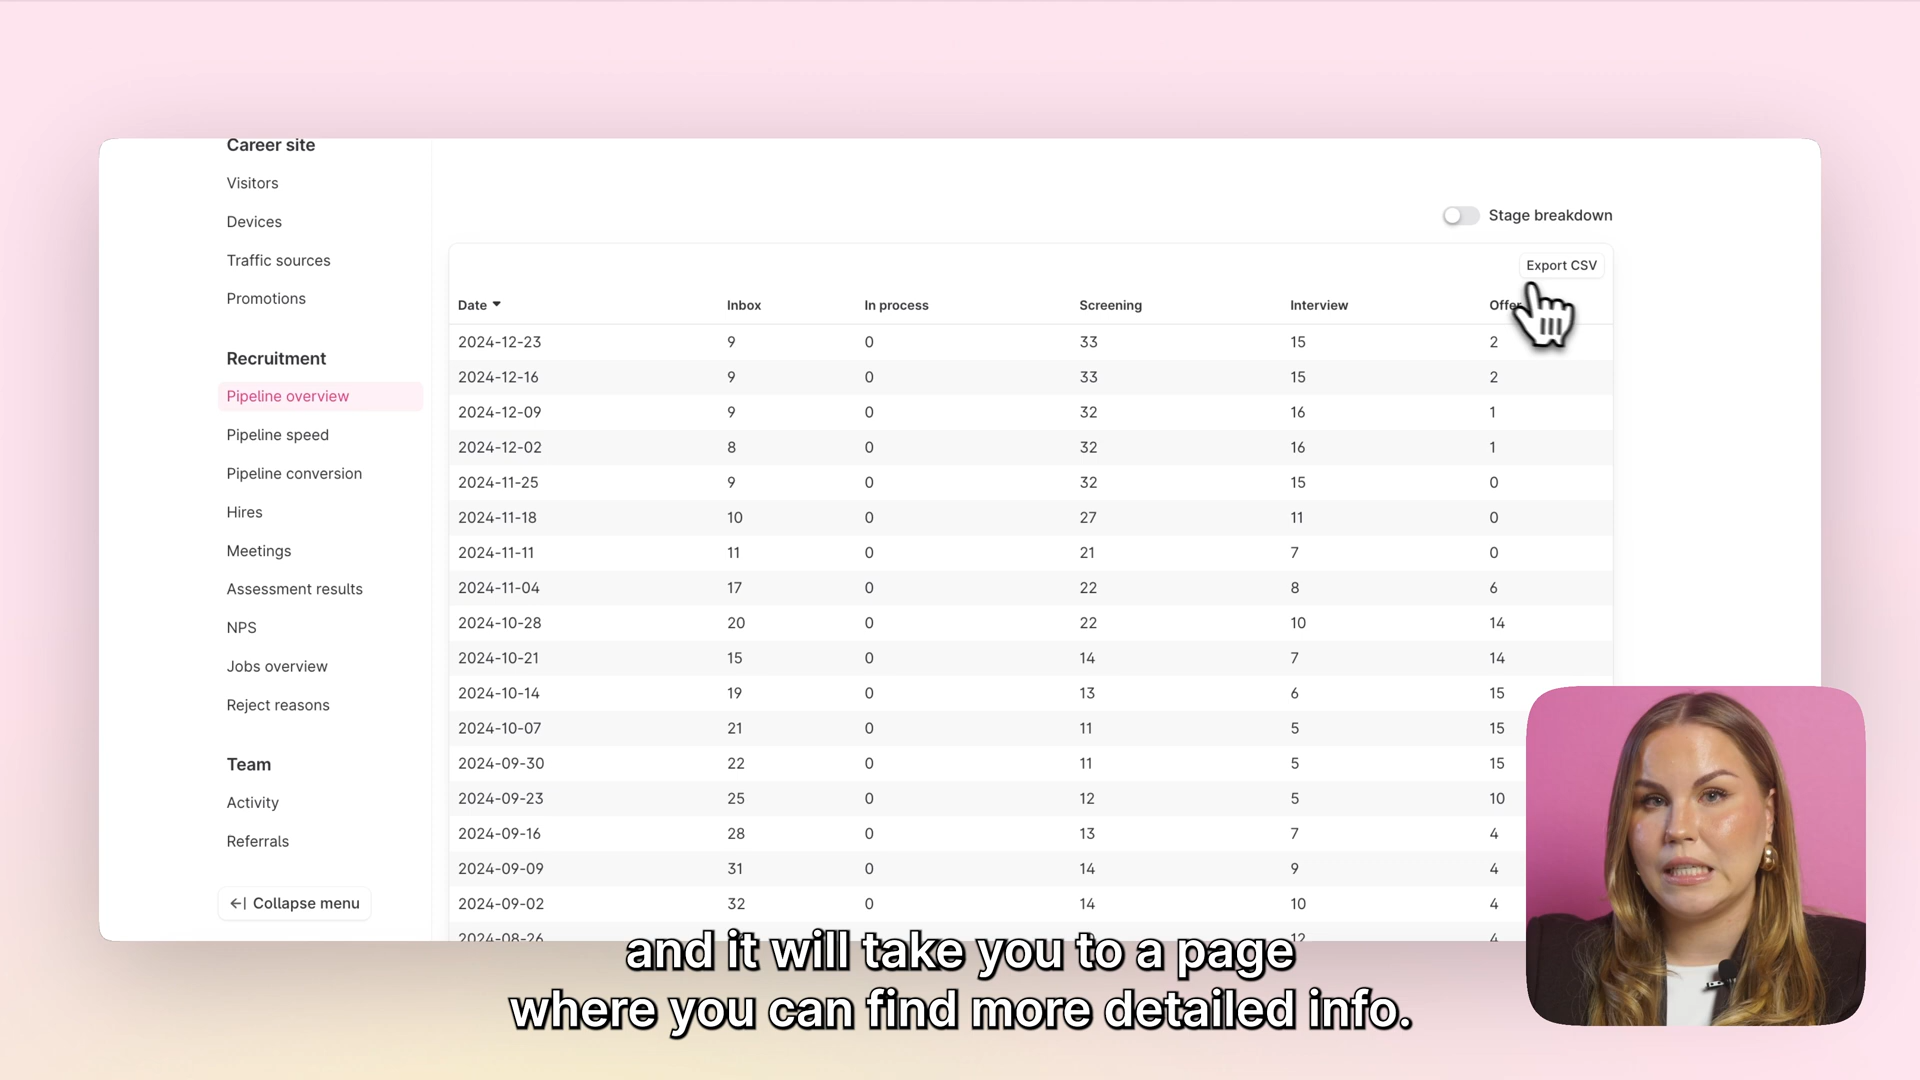 Career site
Visitors
Devices
Traffic sources
Promotions
Recruitment
Pipeline overview
Pipeline speed
Pipeline conversion
Hires
Meetings
Assessment results
NPS
Jobs overview
Reject reasons
Team
Activity
Referrals
Collapse menu
Stage breakdown
Export CSV
Date Inbox In process Screening Interview Offer
2024-12-23 9 0 33 15 2
2024-12-16 9 0 33 15 2
2024-12-09 9 0 32 16 1
2024-12-02 8 0 32 16 1
2024-11-25 9 0 32 15 0
2024-11-18 10 0 27 11 0
2024-11-11 11 0 21 7 0
2024-11-04 17 0 22 8 6
2024-10-28 20 0 22 10 14
2024-10-21 15 0 14 7 14
2024-10-14 19 0 13 6 15
2024-10-07 21 0 11 5 15
2024-09-30 22 0 11 5 15
2024-09-23 25 0 12 5 10
2024-09-16 28 0 13 7 4
2024-09-09 31 0 14 9 4
2024-09-02 32 0 14 10 4
2024-08-26 12 4
and it will take you to a page
where you can find more detailed info.